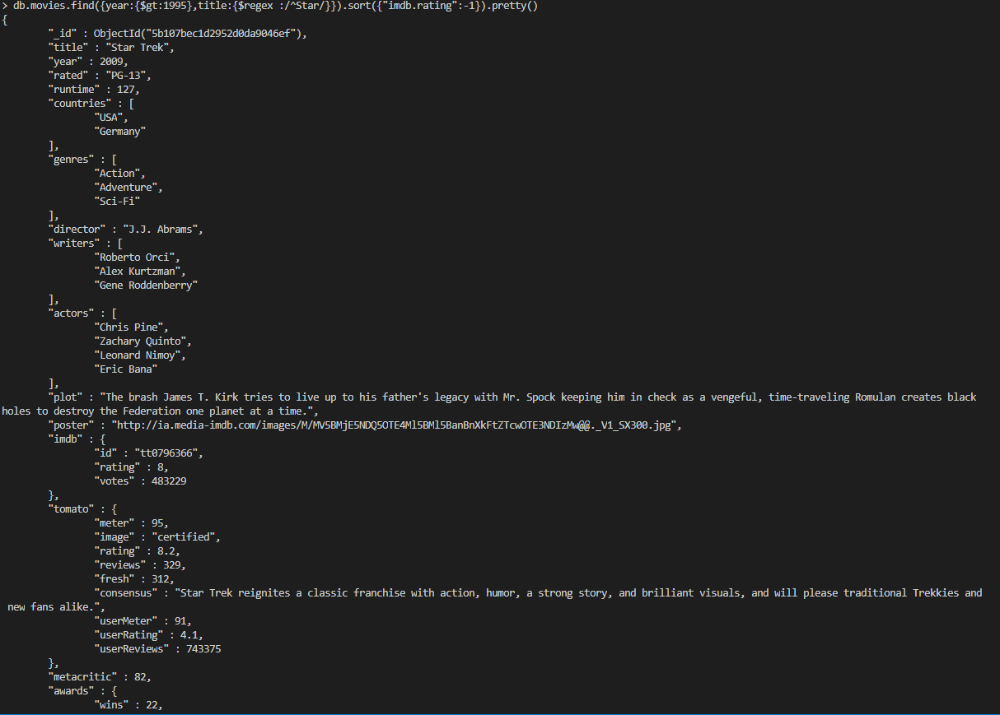 > db.movies.find({year:{$gt:1995},title:{$regex :/^Star/}}).sort({"imdb.rating":-1}).pretty()
{
"_id" : ObjectId("5b107bec1d2952d0da9046ef"),
"title" : "Star Trek",
"year" : 2009,
"rated" : "PG-13",
"runtime" : 127,
"countries" : [
"USA",
"Germany"
],
"genres" : [
"Action",
"Adventure",
"Sci-Fi"
],
"director" : "J.J. Abrams",
"writers" : [
"Roberto Orci",
"Alex Kurtzman",
"Gene Roddenberry"
],
"actors" : [
"Chris Pine",
"Zachary Quinto",
"Leonard Nimoy",
"Eric Bana"
],
"plot" : "The brash James T. Kirk tries to live up to his father's legacy with Mr. Spock keeping him in check as a vengeful, time-traveling Romulan creates black
holes to destroy the Federation one planet at a time.",
"poster" : "http://ia.media-imdb.com/images/M/MV5BMjE5NDQ5OTE4Ml5BMl5BanBnXkFtZTcwOTE3NDIzMw@@._V1_SX300.jpg",
"imdb" : {
"id" : "tt0796366",
"rating" : 8,
"votes" : 483229
},
"tomato" : {
"meter" : 95,
"image" : "certified",
"rating" : 8.2,
"reviews" : 329,
"fresh" : 312,
"consensus" : "Star Trek reignites a classic franchise with action, humor, a strong story, and brilliant visuals, and will please traditional Trekkies and
new fans alike.",
"userMeter" : 91,
"userRating" : 4.1,
"userReviews" : 743375
},
"metacritic" : 82,
"awards" : {
"wins" : 22,